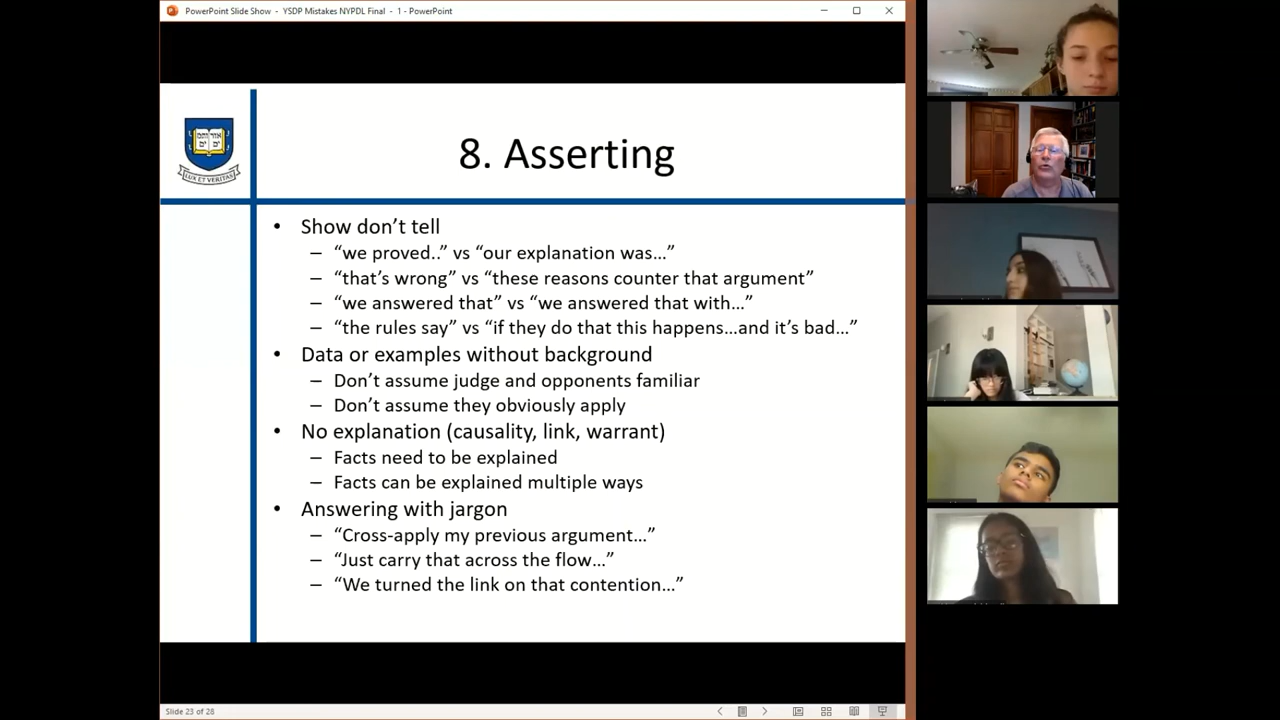 PowerPoint Slide Show - YSDP Mistakes NYPDL Final - 1 - PowerPoint
LUX ET VERITAS
8. Asserting
• Show don’t tell
– “we proved..” vs “our explanation was…”
– “that’s wrong” vs “these reasons counter that argument”
– “we answered that” vs “we answered that with…”
– “the rules say” vs “if they do that this happens…and it’s bad…”
• Data or examples without background
– Don’t assume judge and opponents familiar
– Don’t assume they obviously apply
• No explanation (causality, link, warrant)
– Facts need to be explained
– Facts can be explained multiple ways
• Answering with jargon
– “Cross-apply my previous argument…”
– “Just carry that across the flow…”
– “We turned the link on that contention…”
Slide 23 of 28